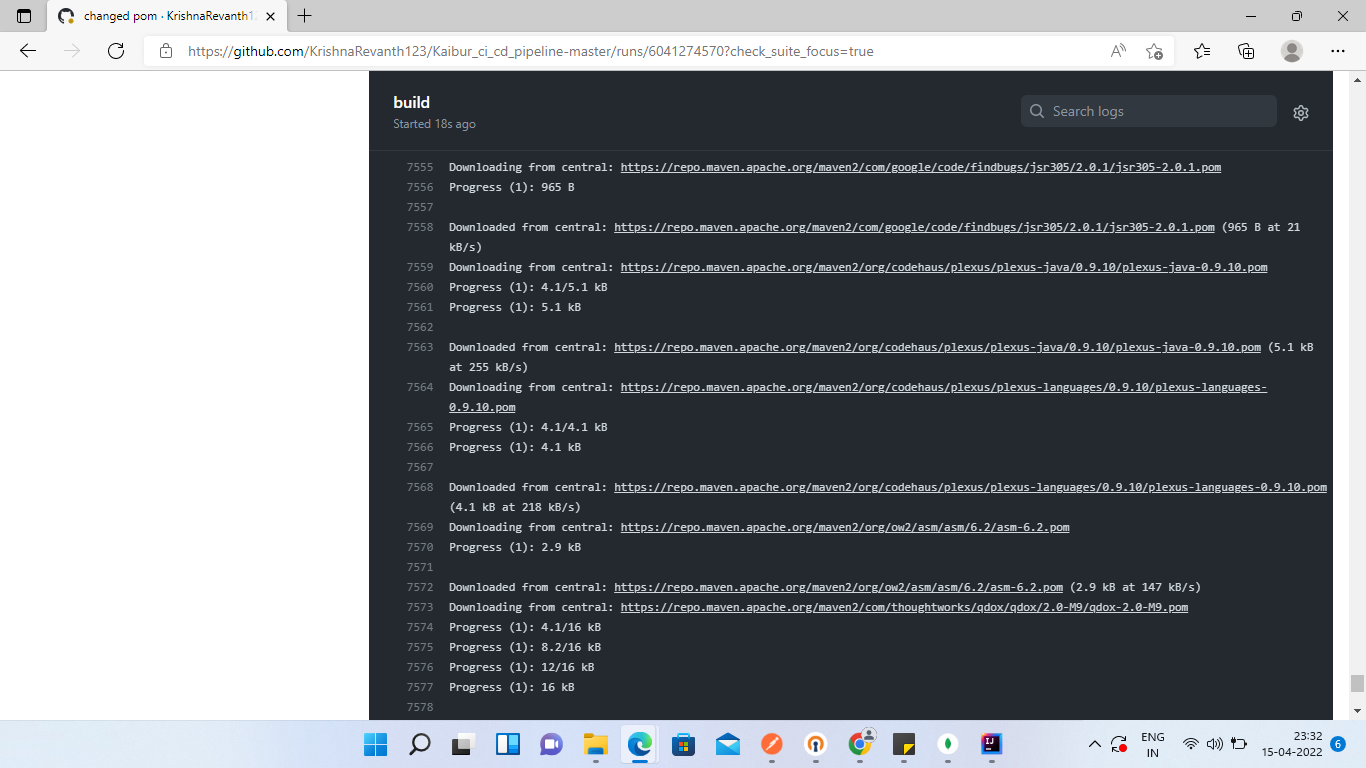 changed pom · KrishnaRevanth12
https://github.com/KrishnaRevanth123/Kaibur_ci_cd_pipeline-master/runs/6041274570?check_suite_focus=true
build
Started 18s ago
Search logs
7555 Downloading from central: https://repo.maven.apache.org/maven2/com/google/code/findbugs/jsr305/2.0.1/jsr305-2.0.1.pom
7556 Progress (1): 965 B
7557
7558 Downloaded from central: https://repo.maven.apache.org/maven2/com/google/code/findbugs/jsr305/2.0.1/jsr305-2.0.1.pom (965 B at 21
kB/s)
7559 Downloading from central: https://repo.maven.apache.org/maven2/org/codehaus/plexus/plexus-java/0.9.10/plexus-java-0.9.10.pom
7560 Progress (1): 4.1/5.1 kB
7561 Progress (1): 5.1 kB
7562
7563 Downloaded from central: https://repo.maven.apache.org/maven2/org/codehaus/plexus/plexus-java/0.9.10/plexus-java-0.9.10.pom (5.1 kB
at 255 kB/s)
7564 Downloading from central: https://repo.maven.apache.org/maven2/org/codehaus/plexus/plexus-languages/0.9.10/plexus-languages-
0.9.10.pom
7565 Progress (1): 4.1/4.1 kB
7566 Progress (1): 4.1 kB
7567
7568 Downloaded from central: https://repo.maven.apache.org/maven2/org/codehaus/plexus/plexus-languages/0.9.10/plexus-languages-0.9.10.pom
(4.1 kB at 218 kB/s)
7569 Downloading from central: https://repo.maven.apache.org/maven2/org/ow2/asm/asm/6.2/asm-6.2.pom
7570 Progress (1): 2.9 kB
7571
7572 Downloaded from central: https://repo.maven.apache.org/maven2/org/ow2/asm/asm/6.2/asm-6.2.pom (2.9 kB at 147 kB/s)
7573 Downloading from central: https://repo.maven.apache.org/maven2/com/thoughtworks/qdox/qdox/2.0-M9/qdox-2.0-M9.pom
7574 Progress (1): 4.1/16 kB
7575 Progress (1): 8.2/16 kB
7576 Progress (1): 12/16 kB
7577 Progress (1): 16 kB
7578
ENG
IN
23:32
15-04-2022
6